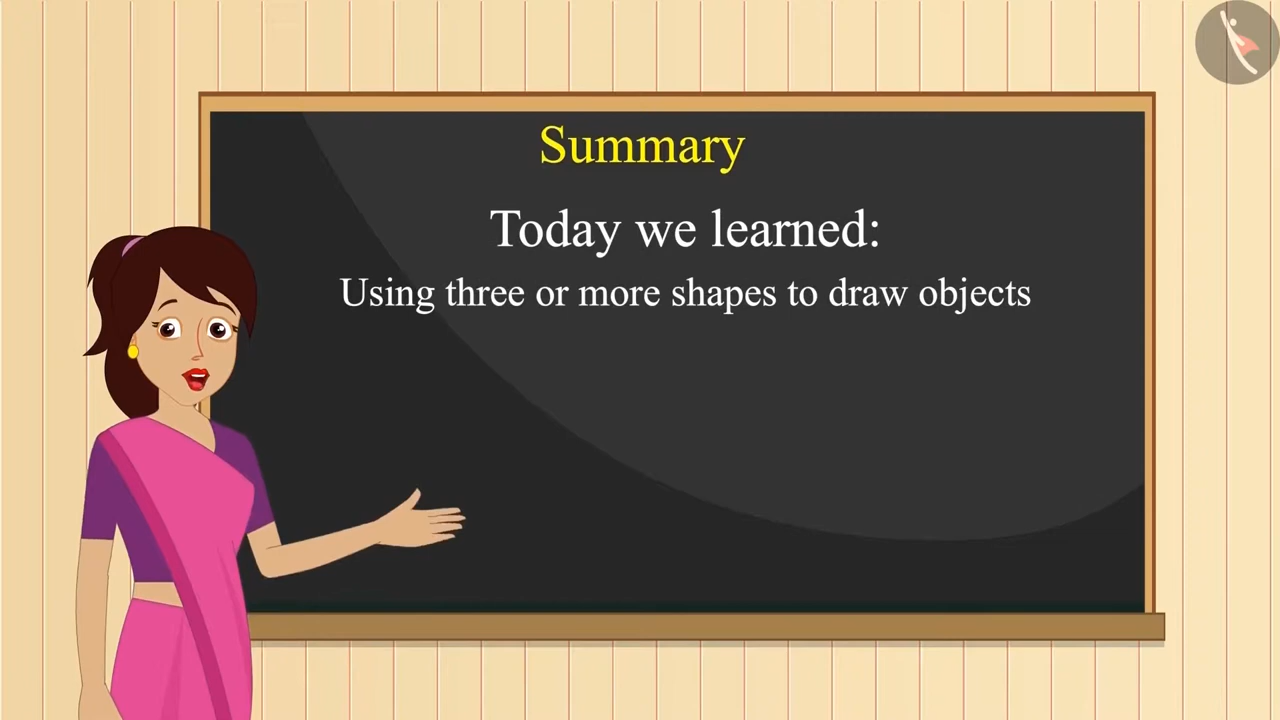 Summary
Today we learned:
Using three or more shapes to draw objects